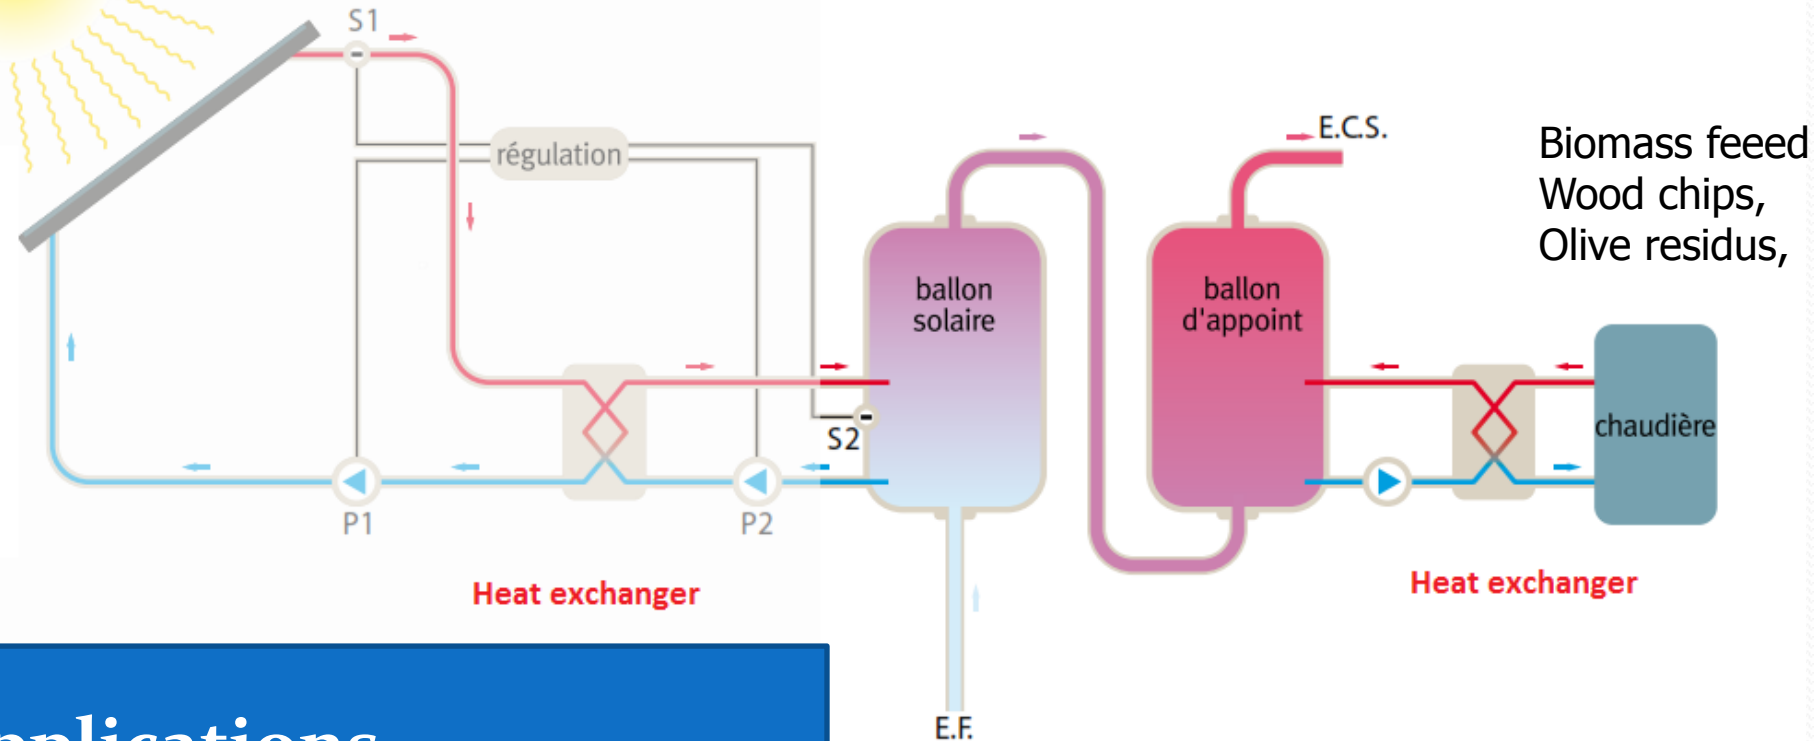 S1
régulation
E.C.S.
Biomass feeed
Wood chips,
Olive residus,
ballon
solaire
ballon
d'appoint
S2
chaudière
P1
P2
Heat exchanger
Heat exchanger
E.F.